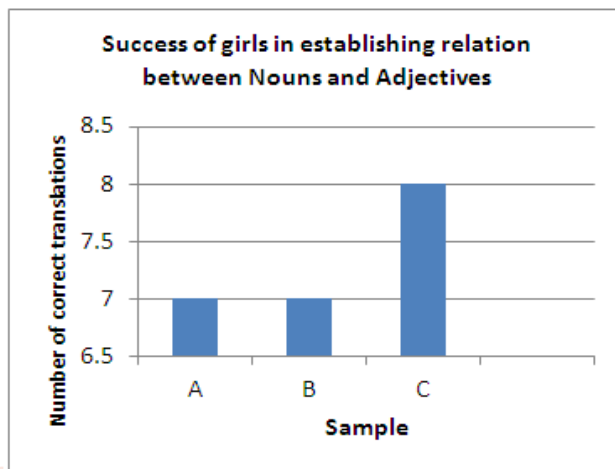 Success of girls in establishing relation
between Nouns and Adjectives
Number of correct translations
8.5
8
7.5
7
6.5
A B C
Sample